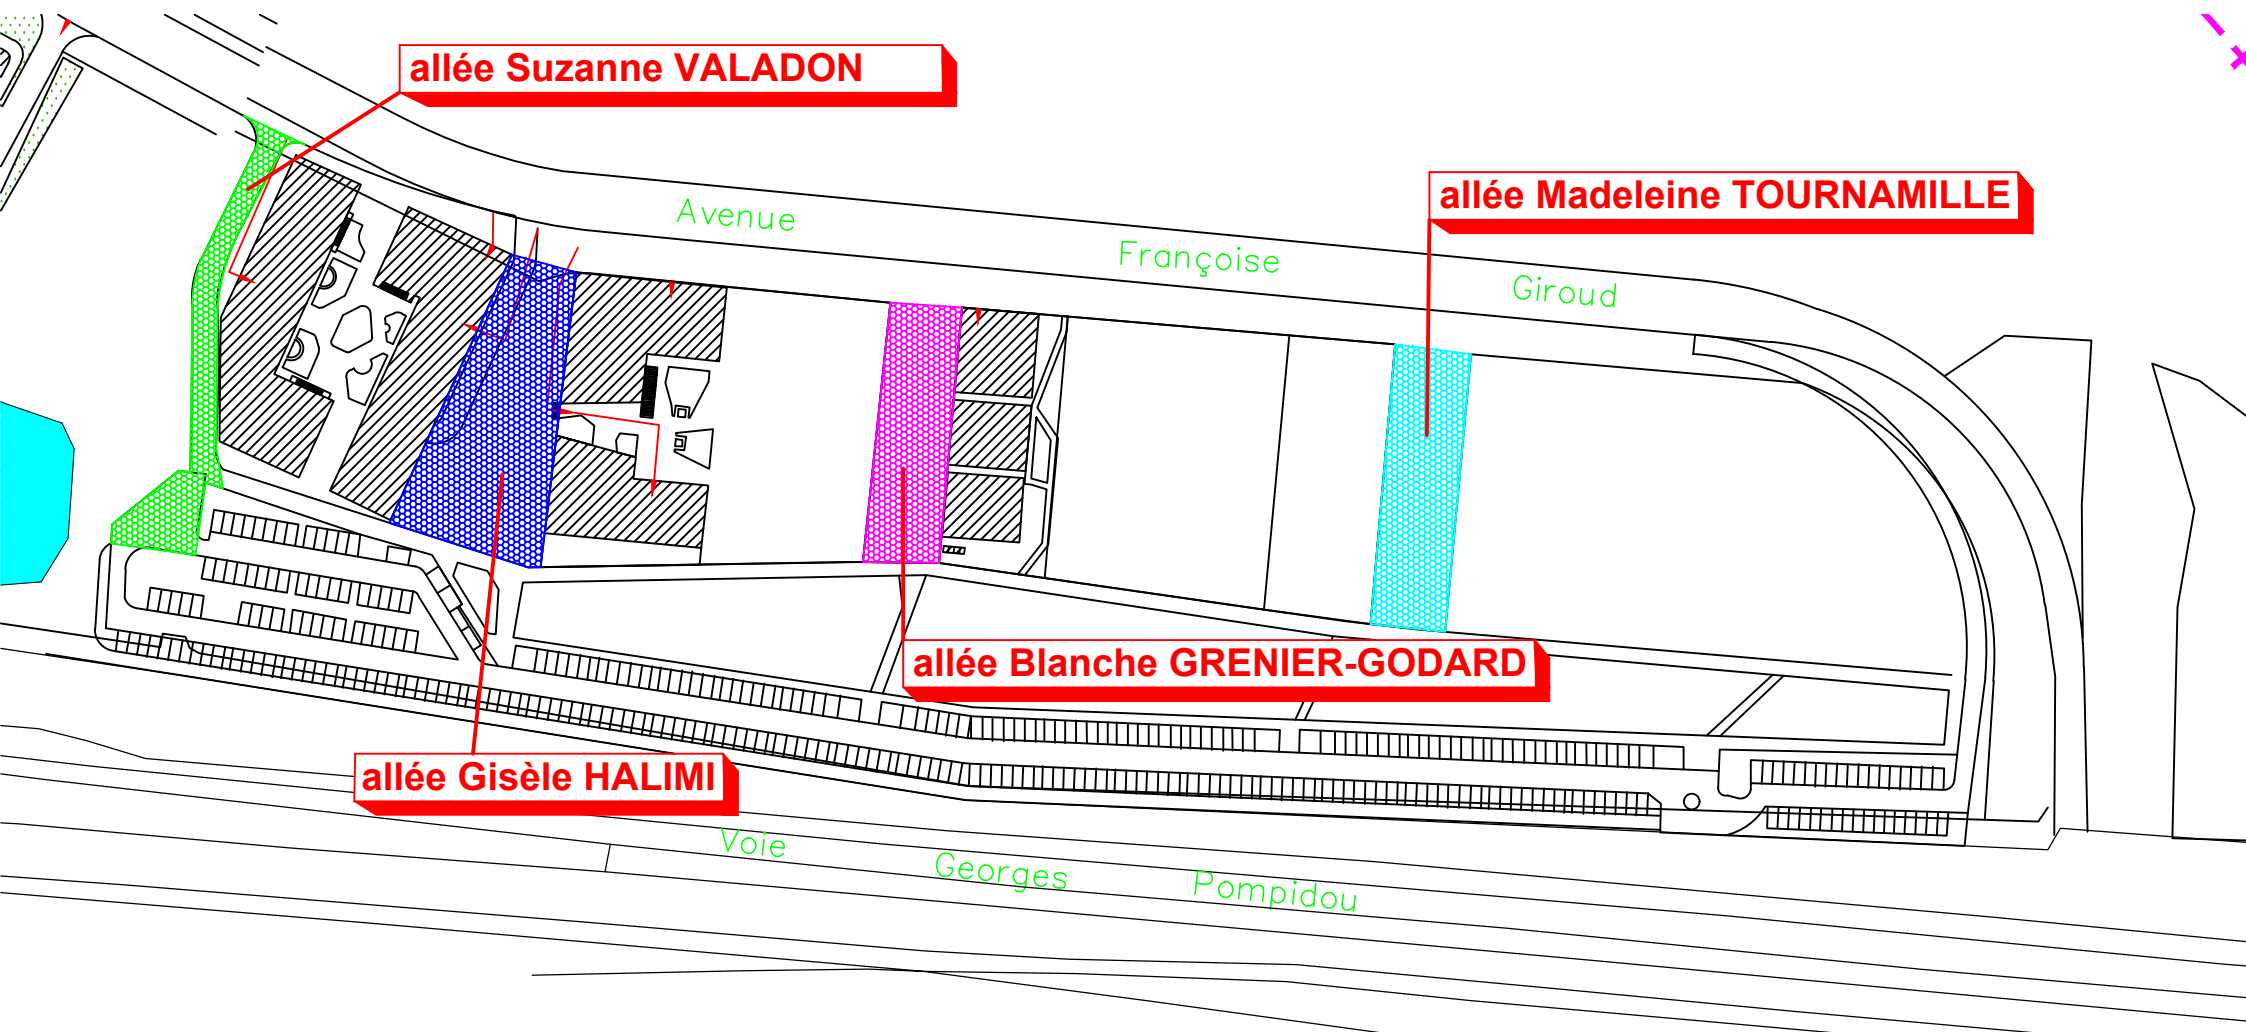 allée Suzanne VALADON
allée Madeleine TOURNAMILLE
Avenue Françoise Giroud
allée Blanche GRENIER-GODARD
allée Gisèle HALIMI
Voie Georges Pompidou